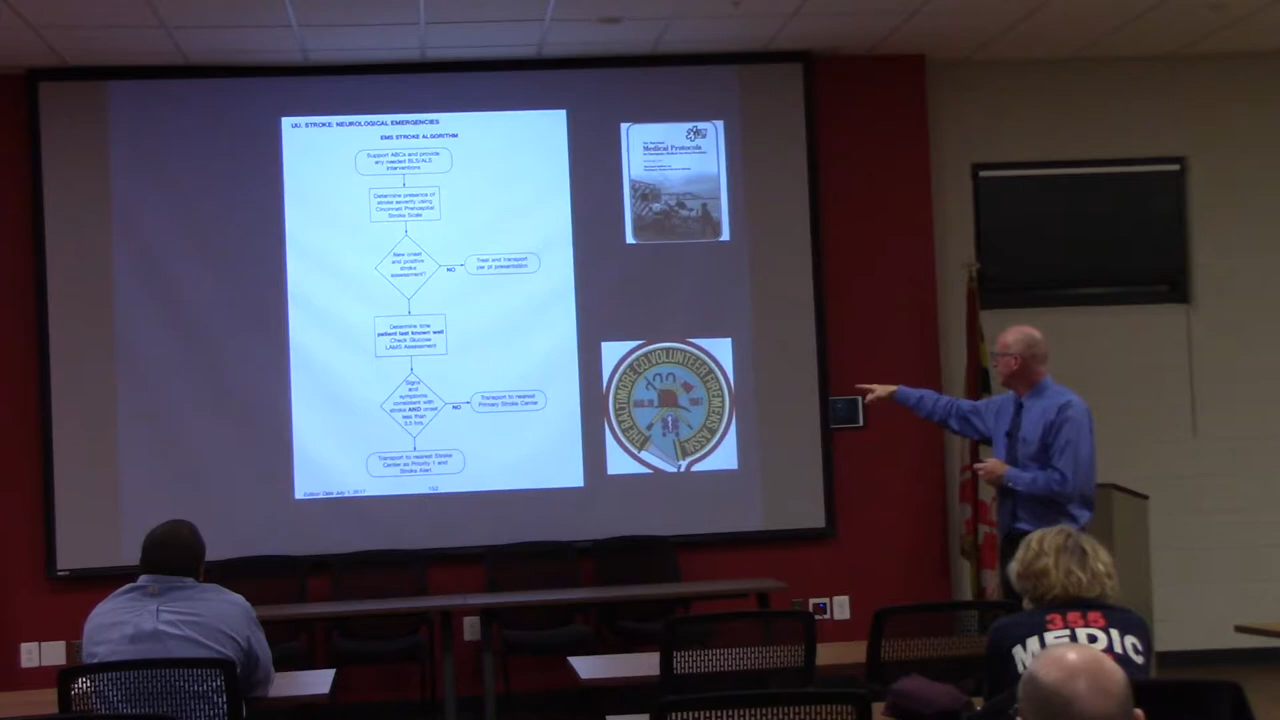 UU. STROKE: NEUROLOGICAL EMERGENCIES
EMS STROKE ALGORITHM
Support ABCs and provide
any needed BLS/ALS
interventions
Determine presence of
stroke severity using
Cincinnati Prehospital
Stroke Scale
New onset
and positive
stroke
assessment?
NO
Treat and transport
per pt presentation
Determine time
patient last known well
Check Glucose
LAMS Assessment
Signs
and
symptoms
consistent with
stroke AND onset
less than
3.5 hrs
NO
Transport to nearest
Primary Stroke Center
Transport to nearest Stroke
Center as Priority 1 and
Stroke Alert
Edition Date July 1, 2017
Medical Protocols
THE BALTIMORE CO. VOLUNTEER FIREMENS ASSN.
355
MEDIC